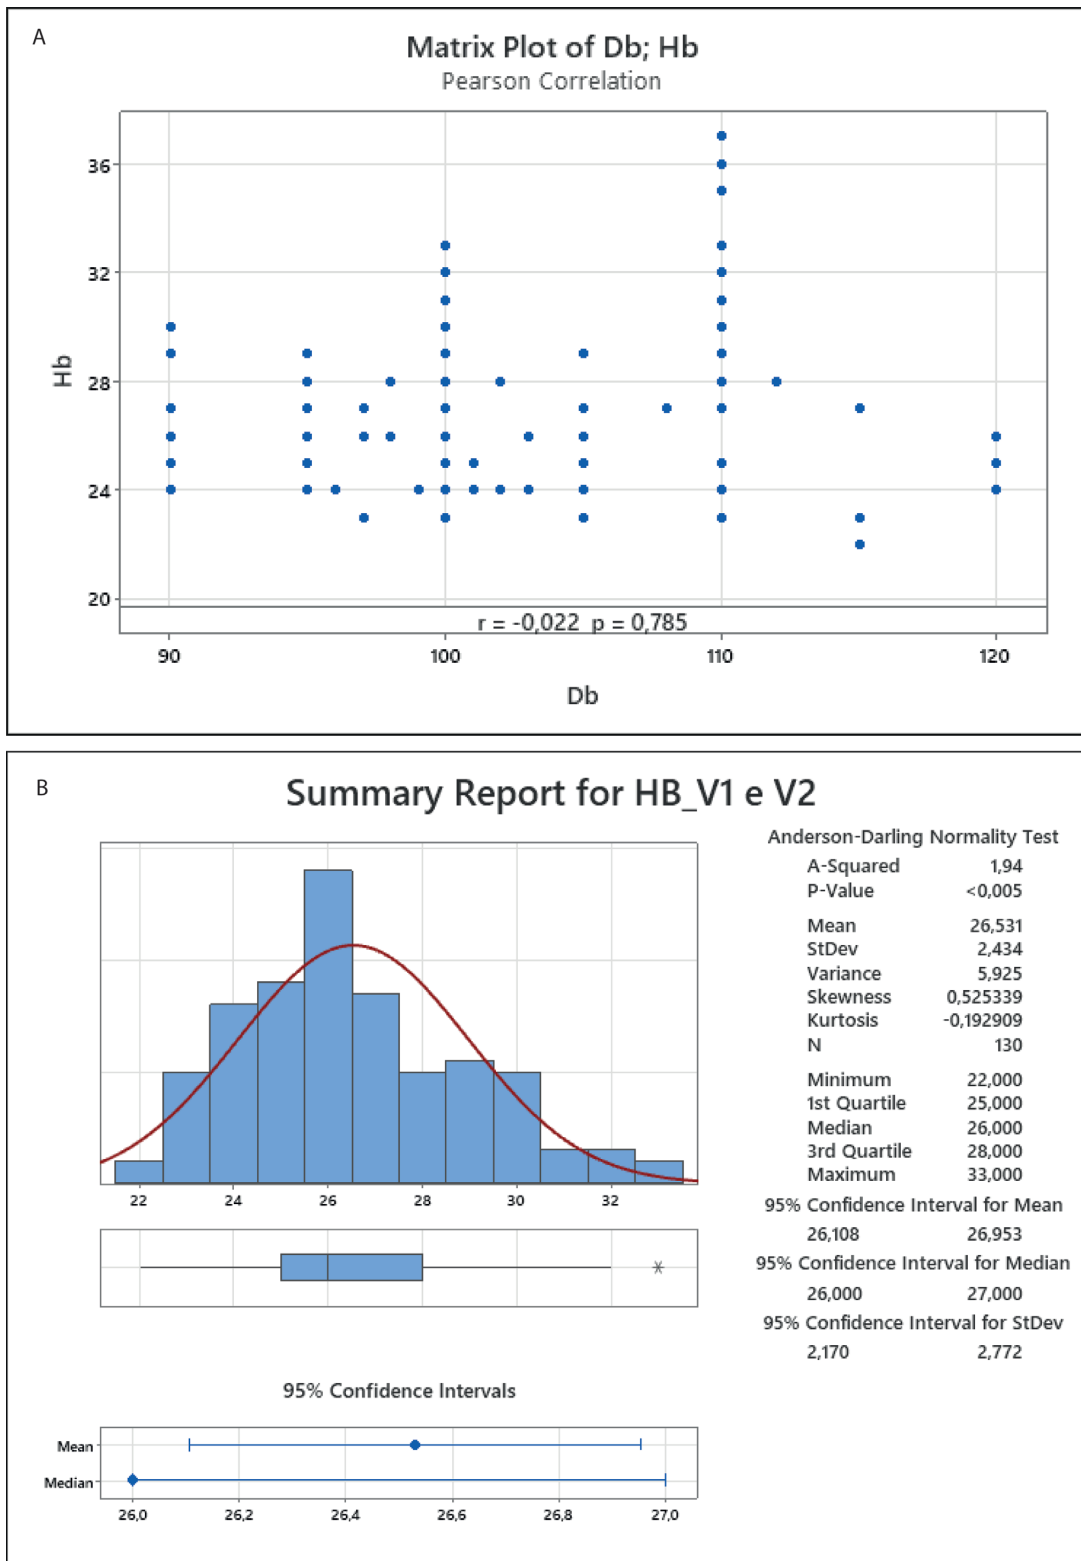 A
Matrix Plot of Db; Hb
Pearson Correlation
36
32
Hb
28
24
20
r = -0,022 p = 0,785
90 100 110 120
Db
B
Summary Report for HB_V1 e V2
22 24 26 28 30 32
Anderson-Darling Normality Test
A-Squared 1,94
P-Value <0,005
Mean 26,531
StDev 2,434
Variance 5,925
Skewness 0,525339
Kurtosis -0,192909
N 130
Minimum 22,000
1st Quartile 25,000
Median 26,000
3rd Quartile 28,000
Maximum 33,000
95% Confidence Interval for Mean
26,108 26,953
95% Confidence Interval for Median
26,000 27,000
95% Confidence Interval for StDev
2,170 2,772
95% Confidence Intervals
Mean
Median
26,0 26,2 26,4 26,6 26,8 27,0